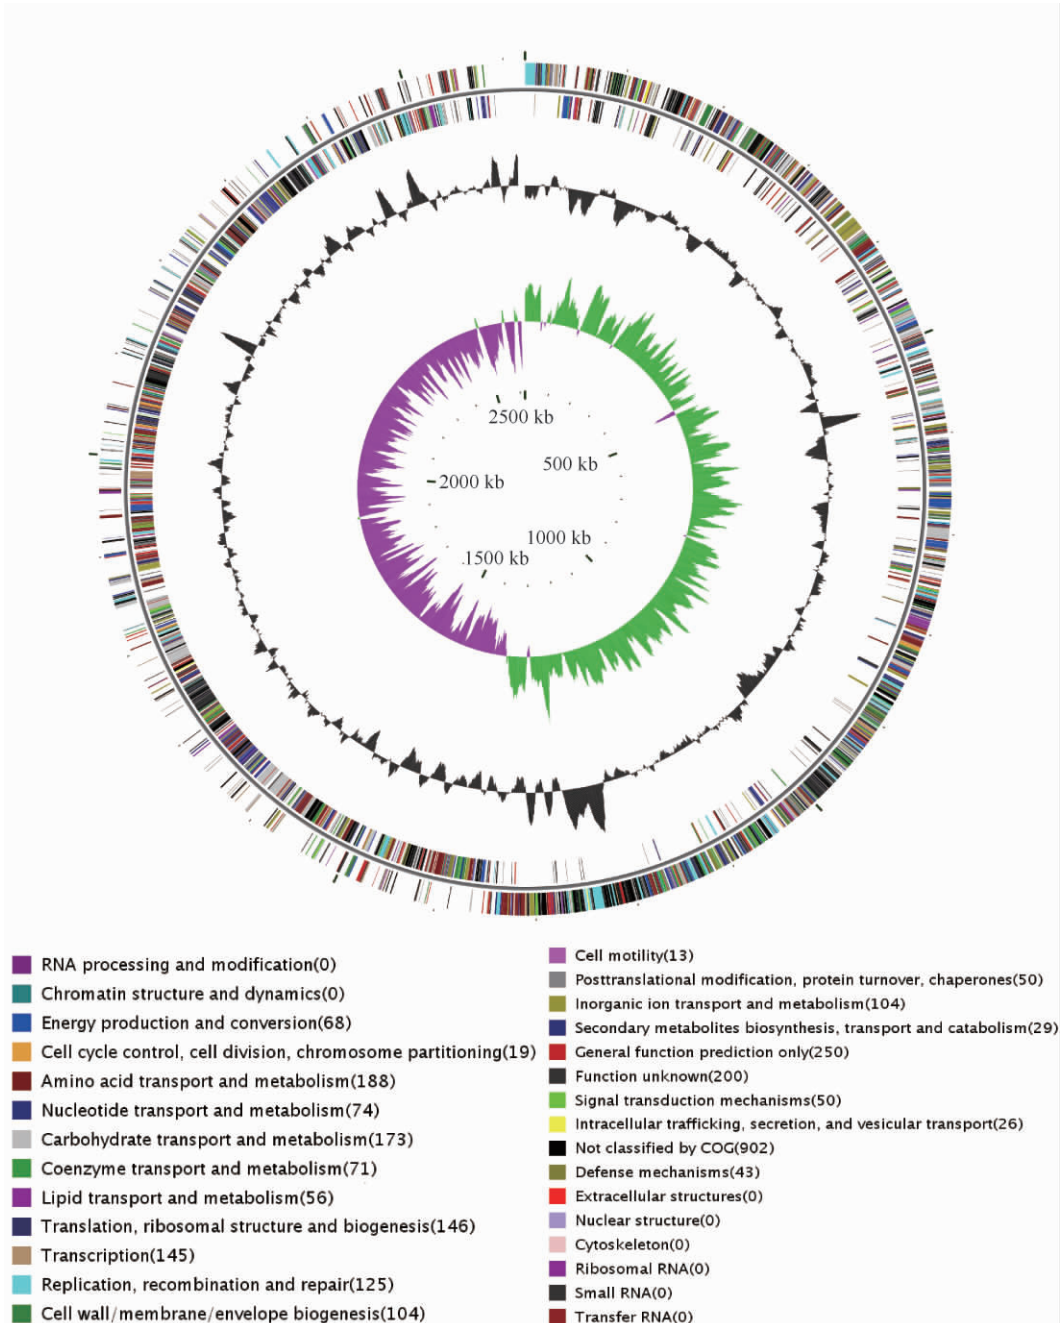 2500 kb
500 kb
2000 kb
1000 kb
1500 kb
RNA processing and modification(0)
Chromatin structure and dynamics(0)
Energy production and conversion(68)
Cell cycle control, cell division, chromosome partitioning(19)
Amino acid transport and metabolism(188)
Nucleotide transport and metabolism(74)
Carbohydrate transport and metabolism(173)
Coenzyme transport and metabolism(71)
Lipid transport and metabolism(56)
Translation, ribosomal structure and biogenesis(146)
Transcription(145)
Replication, recombination and repair(125)
Cell wall/membrane/envelope biogenesis(104)
Cell motility(13)
Posttranslational modification, protein turnover, chaperones(50)
Inorganic ion transport and metabolism(104)
Secondary metabolites biosynthesis, transport and catabolism(29)
General function prediction only(250)
Function unknown(200)
Signal transduction mechanisms(50)
Intracellular trafficking, secretion, and vesicular transport(26)
Not classified by COG(902)
Defense mechanisms(43)
Extracellular structures(0)
Nuclear structure(0)
Cytoskeleton(0)
Ribosomal RNA(0)
Small RNA(0)
Transfer RNA(0)